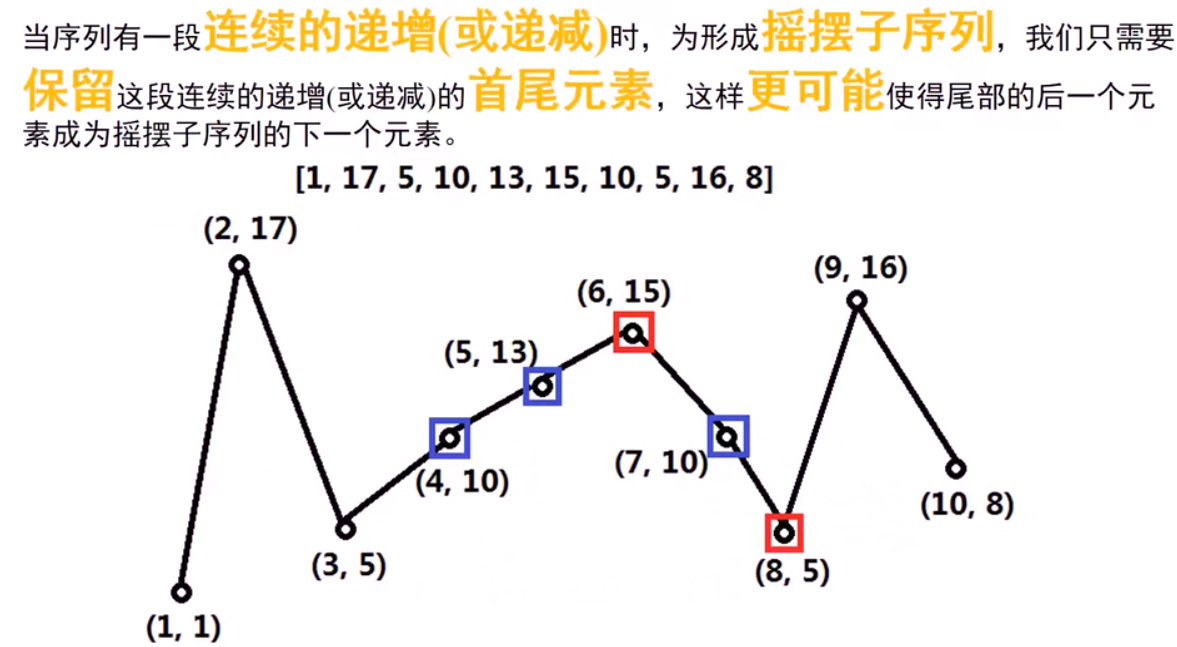 当序列有一段连续的递增(或递减)时，为形成摇摆子序列，我们只需要
保留这段连续的递增(或递减)的首尾元素，这样更可能使得尾部的后一个元
素成为摇摆子序列的下一个元素。
[1, 17, 5, 10, 13, 15, 10, 5, 16, 8]
(2, 17)
(9, 16)
(6, 15)
(5, 13)
(7, 10)
(4, 10)
(10, 8)
(3, 5)
(8, 5)
(1, 1)